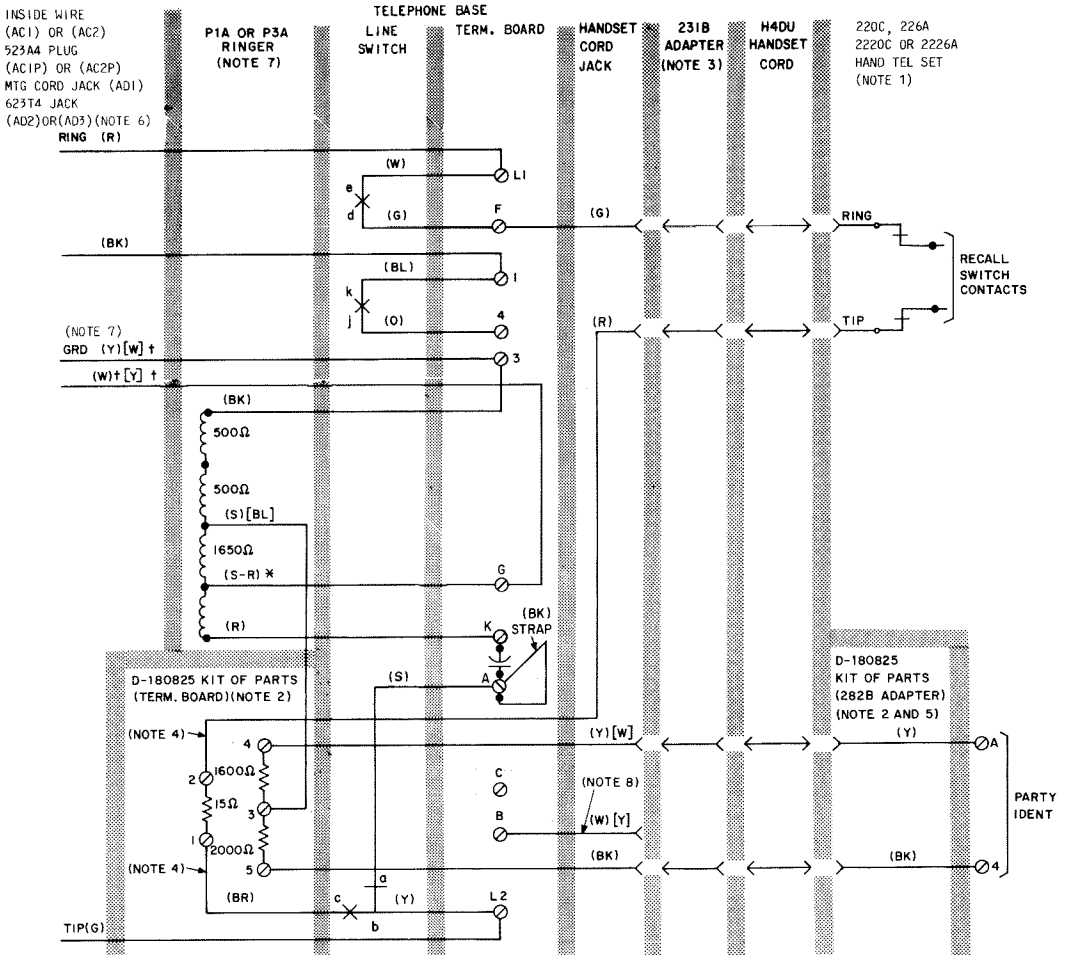 INSIDE WIRE
(AC1) OR (AC2)
523A4 PLUG
(AC1P) OR (AC2P)
MTG CORD JACK (AD1)
623T4 JACK
(AD2)OR(AD3)(NOTE 6)
P1A OR P3A
RINGER
(NOTE 7)
TELEPHONE BASE
LINE
SWITCH
TERM. BOARD
HANDSET
CORD
JACK
231B
ADAPTER
(NOTE 3)
H4DU
HANDSET
CORD
220C, 226A
2220C OR 2226A
HAND TEL SET
(NOTE 1)
RING (R)
(W)
L1
e
d
(G)
F
(G)
RING
(BK)
(BL)
1
k
j
(O)
4
(R)
TIP
RECALL
SWITCH
CONTACTS
(NOTE 7)
GRD (Y)[W] †
3
(W)†[Y] †
(BK)
500Ω
500Ω
(S)[BL]
1650Ω
(S-R) *
G
(R)
K
(BK)
STRAP
(S)
A
D-180825 KIT OF PARTS
(TERM. BOARD)(NOTE 2)
D-180825
KIT OF PARTS
(282B ADAPTER)
(NOTE 2 AND 5)
(NOTE 4)
4
(Y)[W]
(Y)
A
2
1600Ω
C
(NOTE 8)
15Ω
3
B
(W)[Y]
PARTY
IDENT
1
2000Ω
(NOTE 4)
5
(BK)
(BK)
4
(BR)
c
a
b
(Y)
L2
TIP(G)